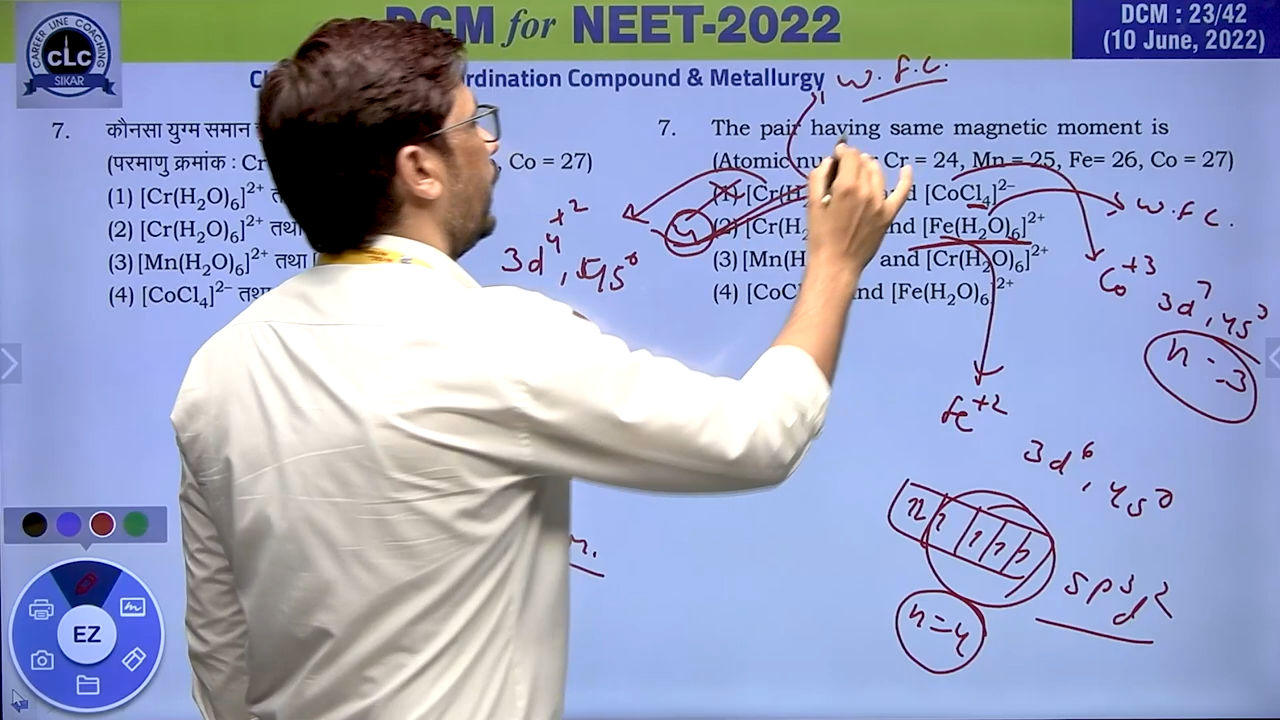 DCM for NEET-2022
DCM : 23/42
(10 June, 2022)
CAREER LINE COACHING
CLC
SIKAR
Coordination Compound & Metallurgy
w.f.c.
7. कौनसा युग्म समान
(परमाणु क्रमांक : Cr Co = 27)
(1) [Cr(H₂O)₆]²⁺
(2) [Cr(H₂O)₆]²⁺ तथा
(3) [Mn(H₂O)₆]²⁺ तथा
(4) [CoCl₄]²⁻ तथा
7. The pair having same magnetic moment is
(Atomic Cr = 24, Mn = 25, Fe= 26, Co = 27)
(1) [Cr(H₂ and [CoCl₄]²⁻
(2) [Cr(H₂ and [Fe(H₂O)₆]²⁺
(3) [Mn(H and [Cr(H₂O)₆]²⁺
(4) [CoCl and [Fe(H₂O)₆]²⁺
+2
3d⁴, 4s⁰
4
w.f.c.
Co⁺³ 3d⁷, 4s⁰
n = 3
fe⁺²
3d⁶, 4s⁰
n = 4
sp³d²
m.
EZ